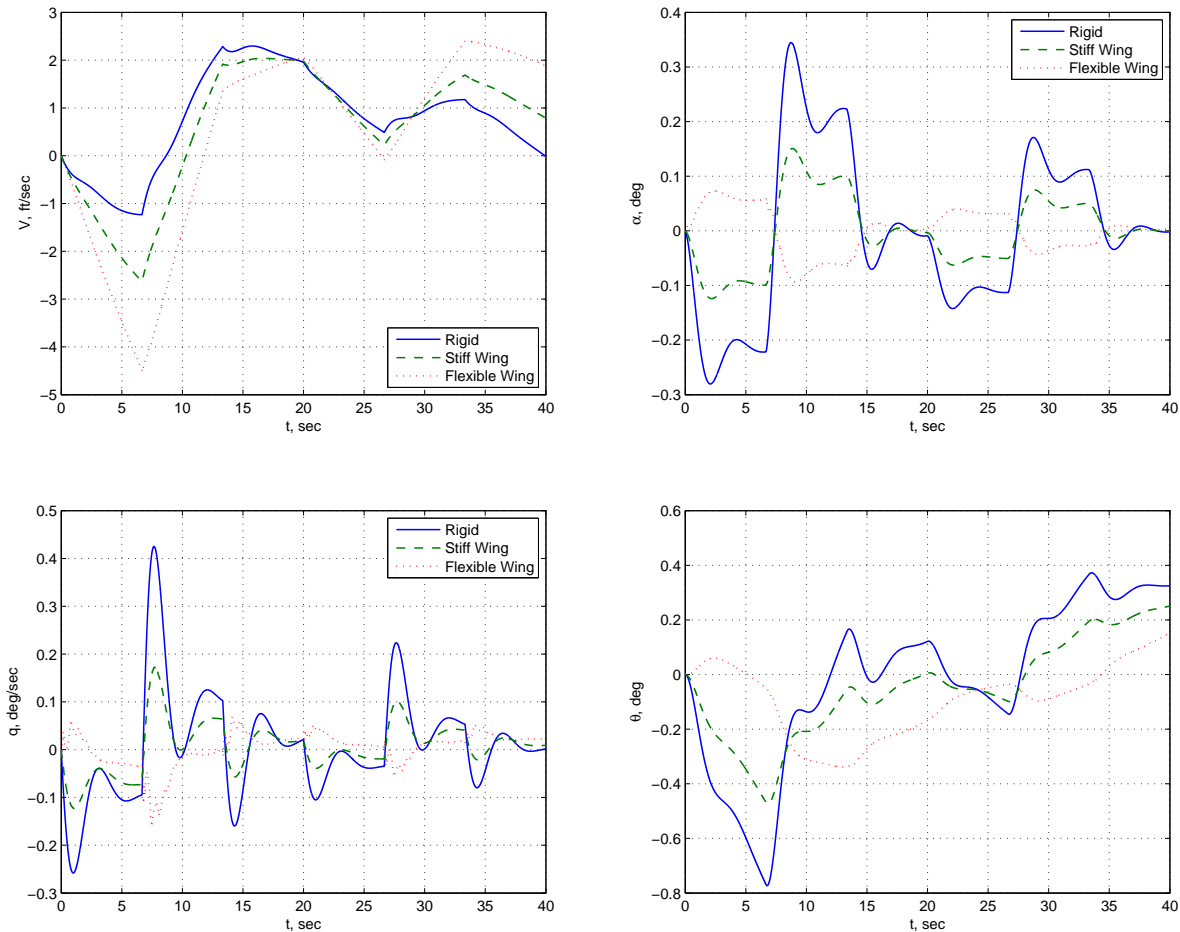 3
2
1
0
−1
−2
−3
−4
−5
V, ft/sec
0 5 10 15 20 25 30 35 40
t, sec
Rigid
Stiff Wing
Flexible Wing
0.4
0.3
0.2
0.1
0
−0.1
−0.2
−0.3
α, deg
0 5 10 15 20 25 30 35 40
t, sec
Rigid
Stiff Wing
Flexible Wing
0.5
0.4
0.3
0.2
0.1
0
−0.1
−0.2
−0.3
q, deg/sec
0 5 10 15 20 25 30 35 40
t, sec
Rigid
Stiff Wing
Flexible Wing
0.6
0.4
0.2
0
−0.2
−0.4
−0.6
−0.8
θ, deg
0 5 10 15 20 25 30 35 40
t, sec